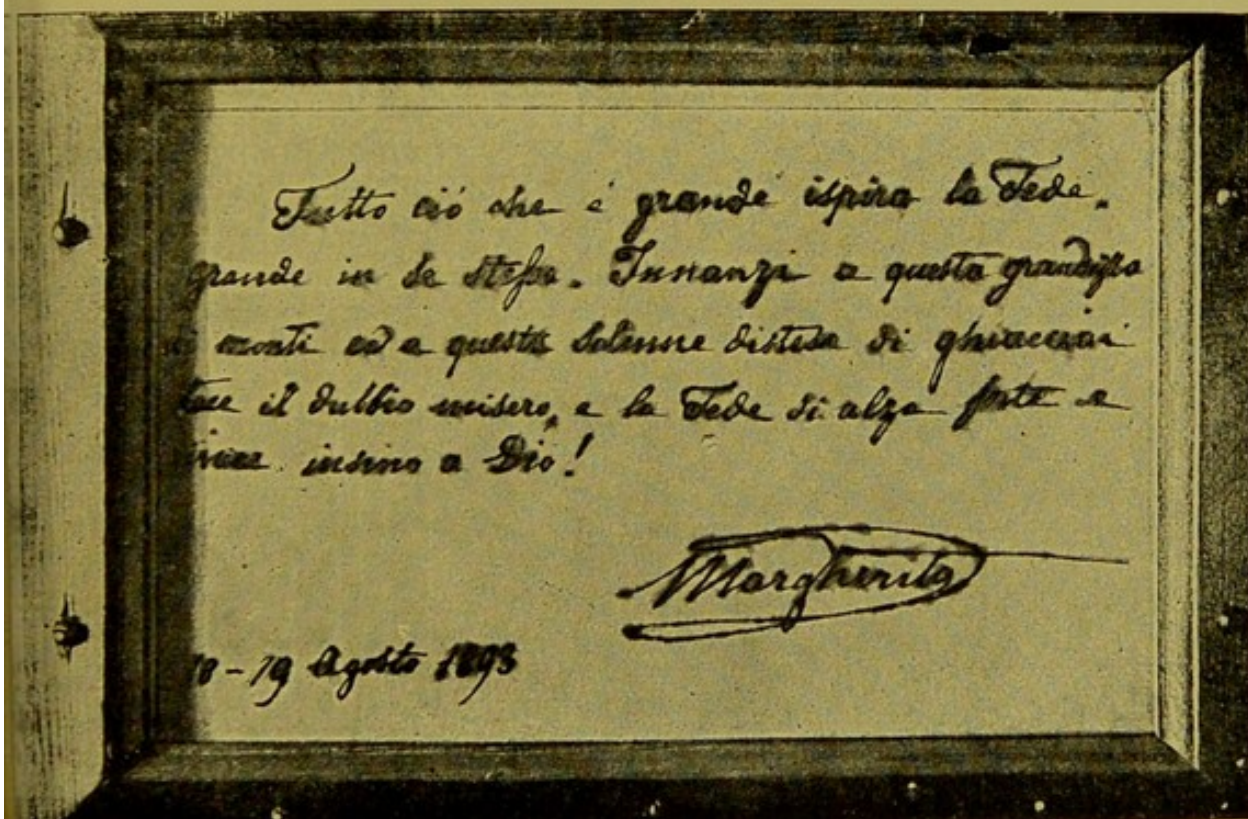 Tutto ciò che è grande ispira la Fede,
grande in se stessa. Innanzi a questa
monti ed a questa solenne distesa di ghiacciai
tace il dubbio misero, e la Fede si alza forte e
insino a Dio!
Margherita
18-19 Agosto 1893